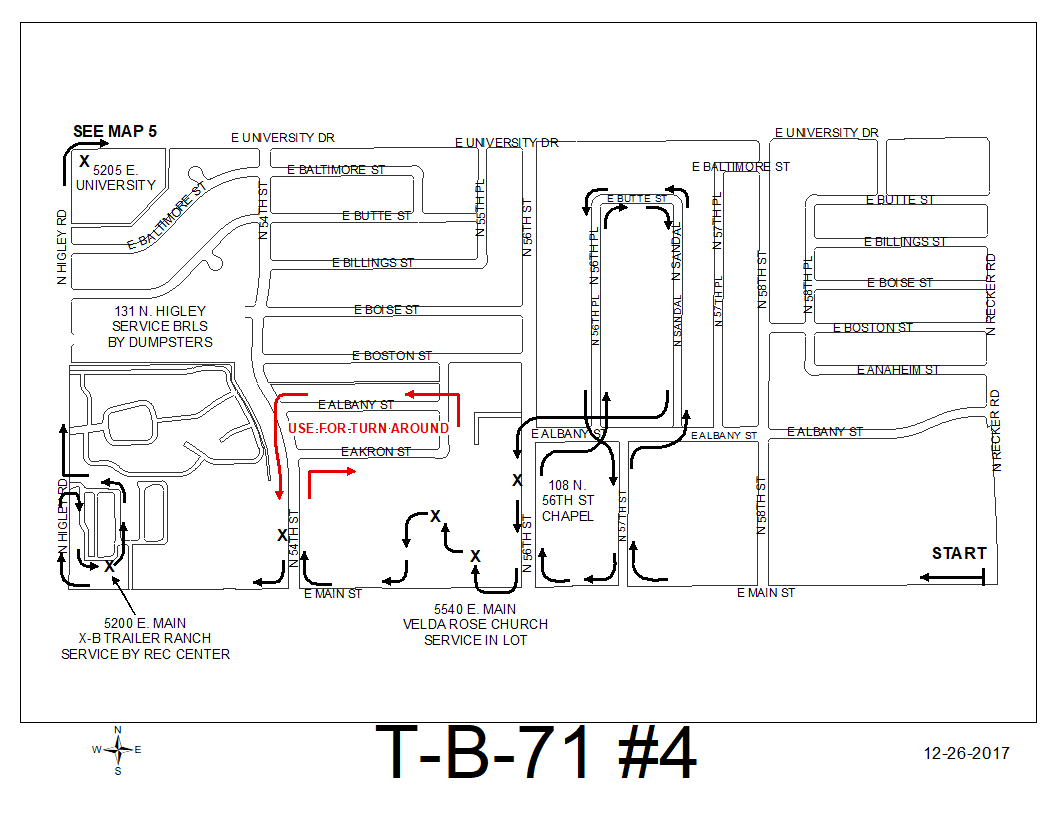 SEE MAP 5
E UNIVERSITY DR
E UNIVERSITY DR
E UNIVERSITY DR
X
5205 E.
UNIVERSITY
E BALTIMORE ST
E BALTIMORE ST
E BALTIMORE ST
N HIGLEY RD
N 54TH ST
E BUTTE ST
N 55TH PL
N 56TH ST
E BUTTE ST
E BUTTE ST
N 56TH PL
N SANDAL
N 57TH PL
E BILLINGS ST
E BILLINGS ST
N 58TH ST
N 58TH PL
E BOISE ST
N RECKER RD
131 N. HIGLEY
SERVICE BRLS
BY DUMPSTERS
E BOISE ST
N 56TH PL
N SANDAL
N 57TH PL
E BOSTON ST
E BOSTON ST
E ANAHEIM ST
E ALBANY ST
USE FOR TURN AROUND
E ALBANY ST
E ALBANY ST
E ALBANY ST
N RECKER RD
E AKRON ST
X
108 N.
56TH ST
CHAPEL
N HIGLEY RD
X
X
N 54TH ST
X
N 56TH ST
N 57TH ST
N 58TH ST
START
X
E MAIN ST
E MAIN ST
5200 E. MAIN
X-B TRAILER RANCH
SERVICE BY REC CENTER
5540 E. MAIN
VELDA ROSE CHURCH
SERVICE IN LOT
N
W E
S
T-B-71 #4
12-26-2017